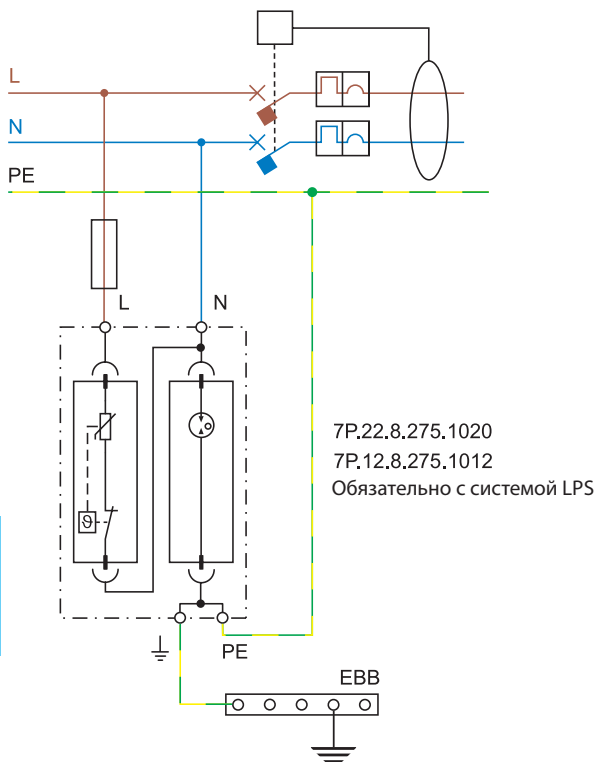 L
N
PE
L
N
7P.22.8.275.1020
7P.12.8.275.1012
Обязательно с системой LPS
ϑ
PE
EBB